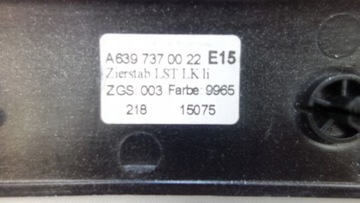 A 639 737 00 22 E15
Zierstab LST LK li
ZGS: 003 Farbe: 9965
218 15075